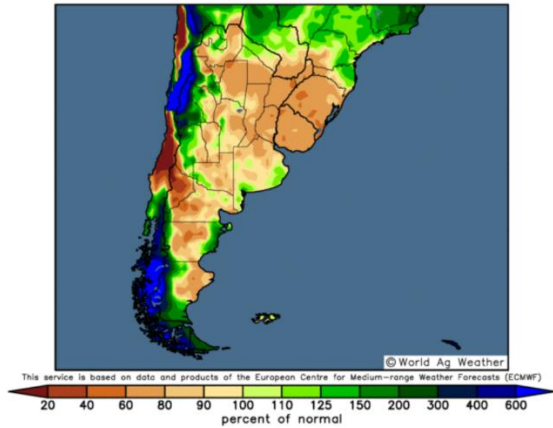 ©World Ag Weather
This service is based on data and products of the European Centre for Medium-range Weather Forecasts (ECMWF)
20 40 60 80 90 100 110 125 150 200 300 400 600
percent of normal